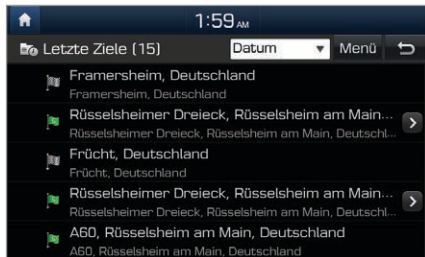 1:59 AM
Letzte Ziele (15)
Datum
Menü
Framersheim, Deutschland
Framersheim, Deutschland
Rüsselsheimer Dreieck, Rüsselsheim am Main...
Rüsselsheimer Dreieck, Rüsselsheim am Main, Deutschl...
Frücht, Deutschland
Frücht, Deutschland
Rüsselsheimer Dreieck, Rüsselsheim am Main...
Rüsselsheimer Dreieck, Rüsselsheim am Main, Deutschl...
A60, Rüsselsheim am Main, Deutschland
A60, Rüsselsheim am Main, Deutschland